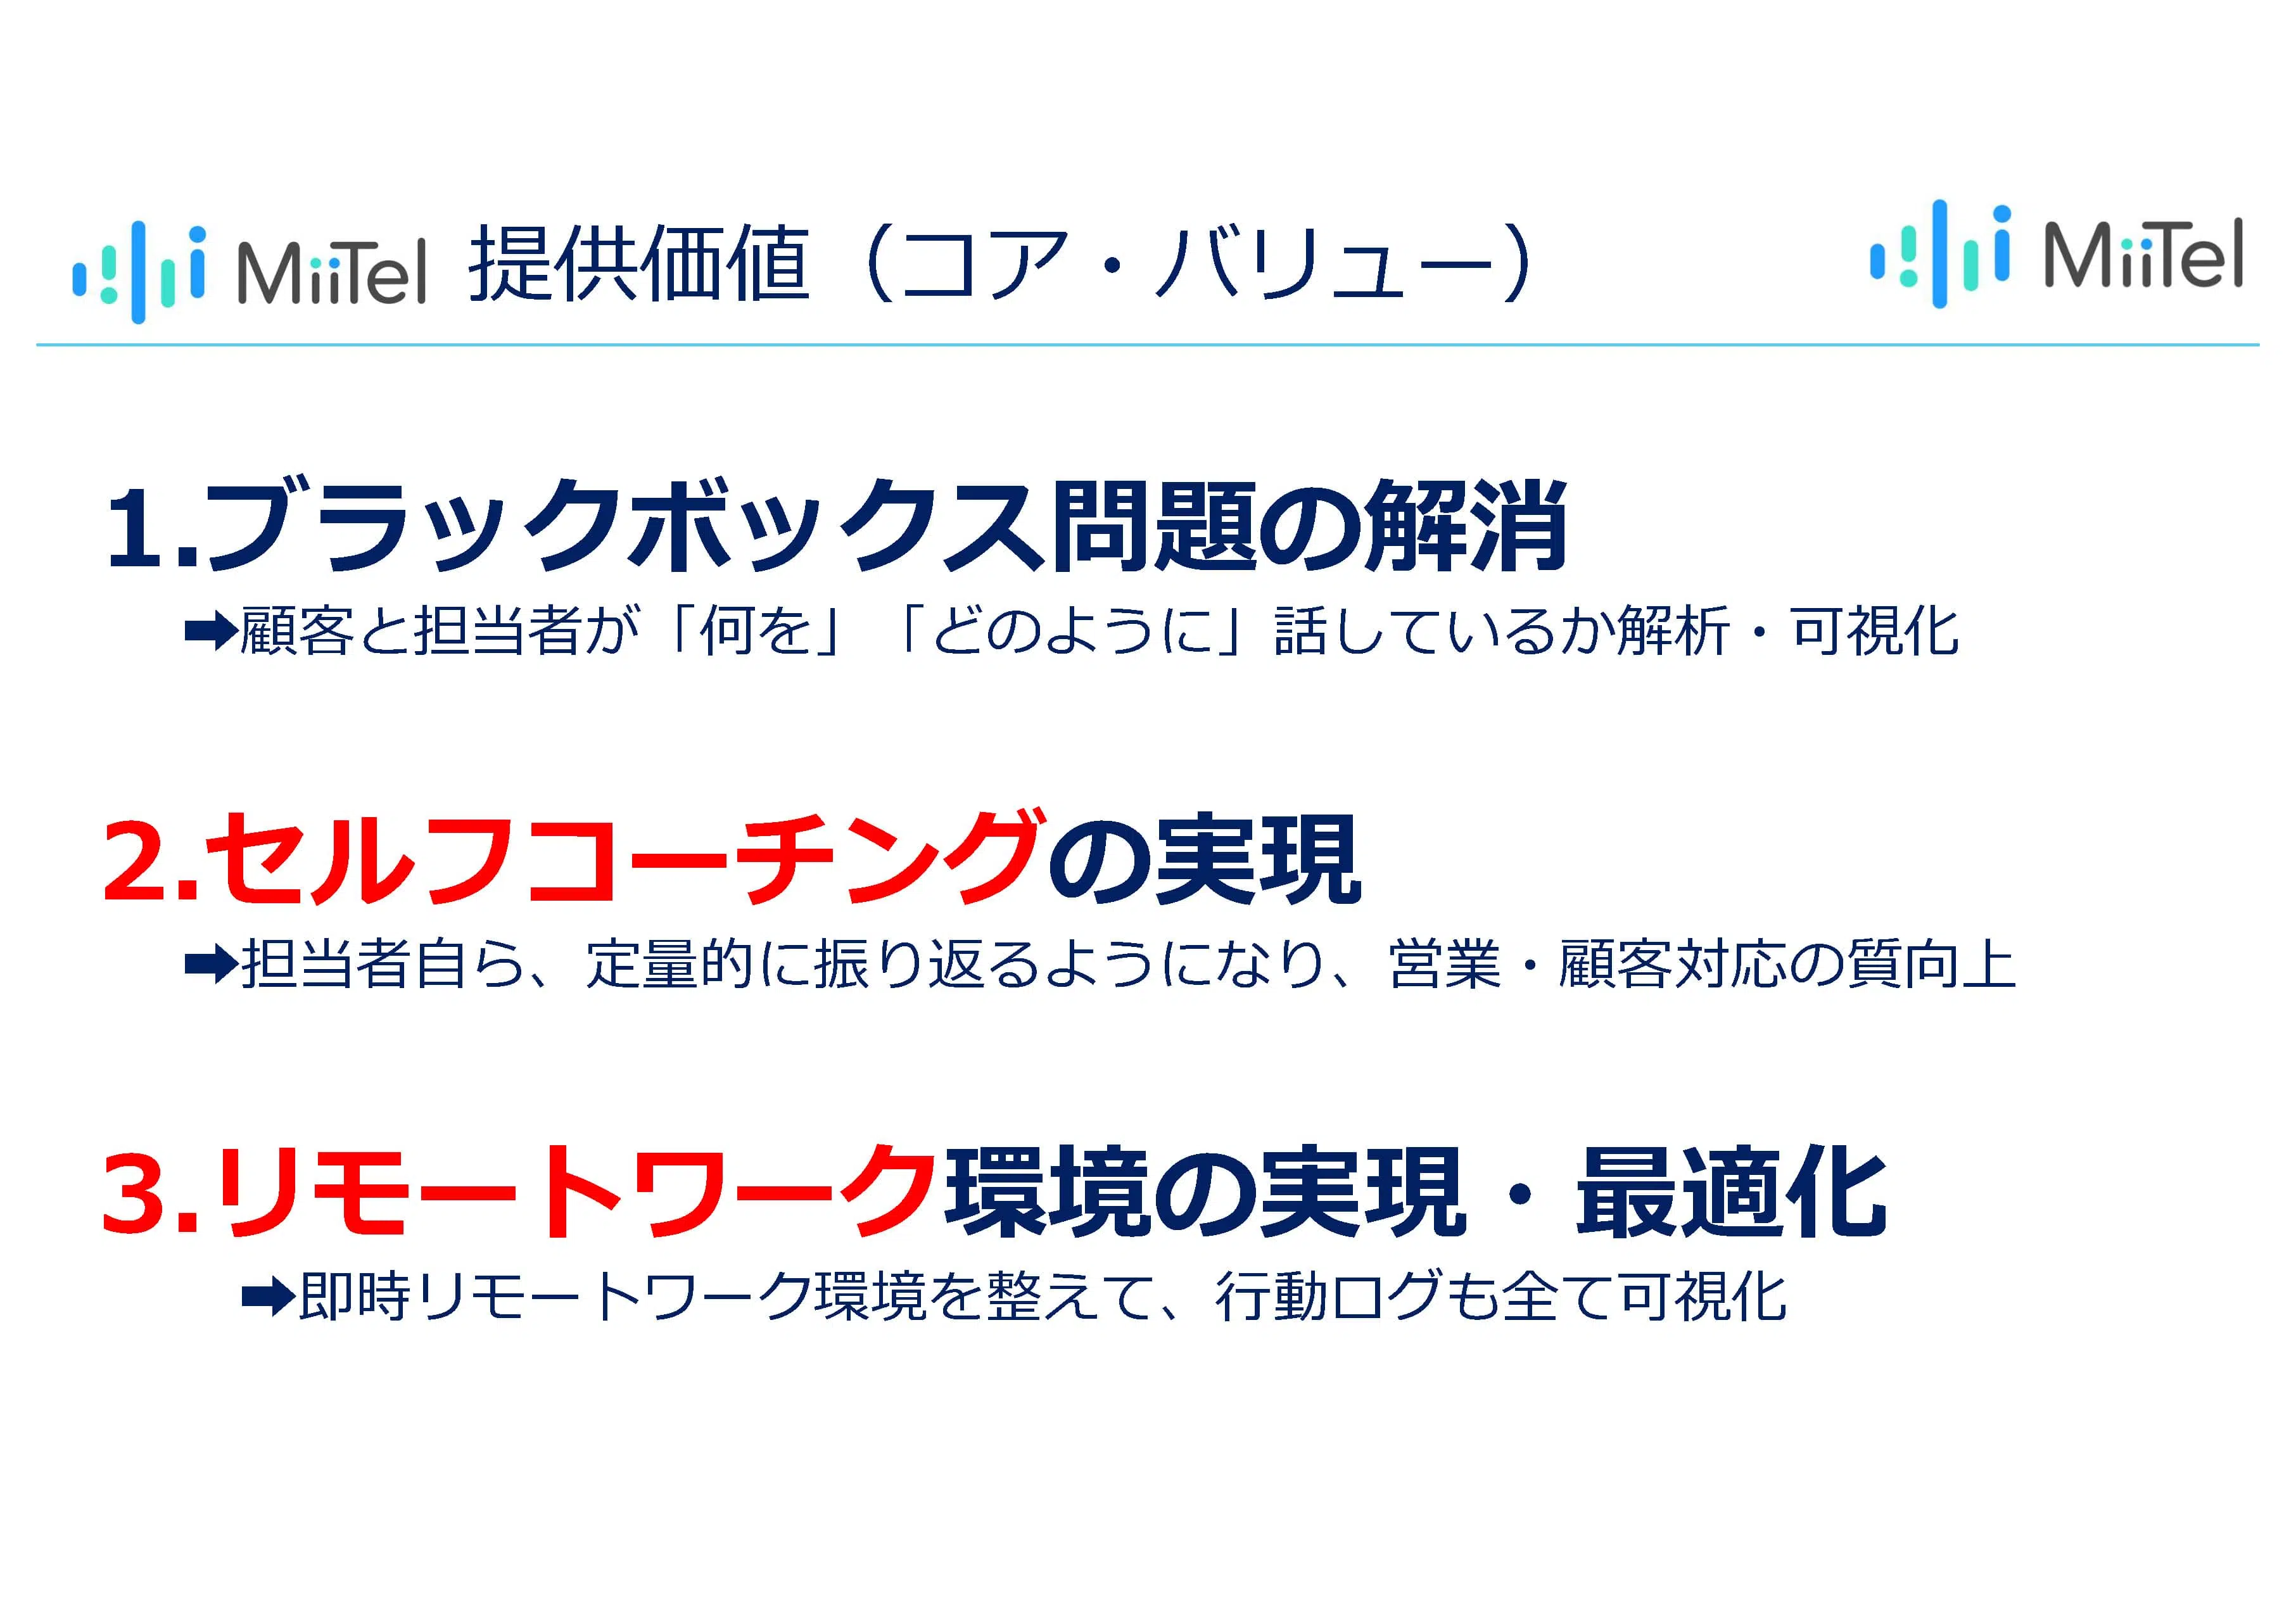 MiiTel 提供価値（コア・バリュー）
MiiTel
1.ブラックボックス問題の解消
➡顧客と担当者が「何を」「どのように」話しているか解析・可視化
2.セルフコーチングの実現
➡担当者自ら、定量的に振り返るようになり、営業・顧客対応の質向上
3.リモートワーク環境の実現・最適化
➡即時リモートワーク環境を整えて、行動ログも全て可視化